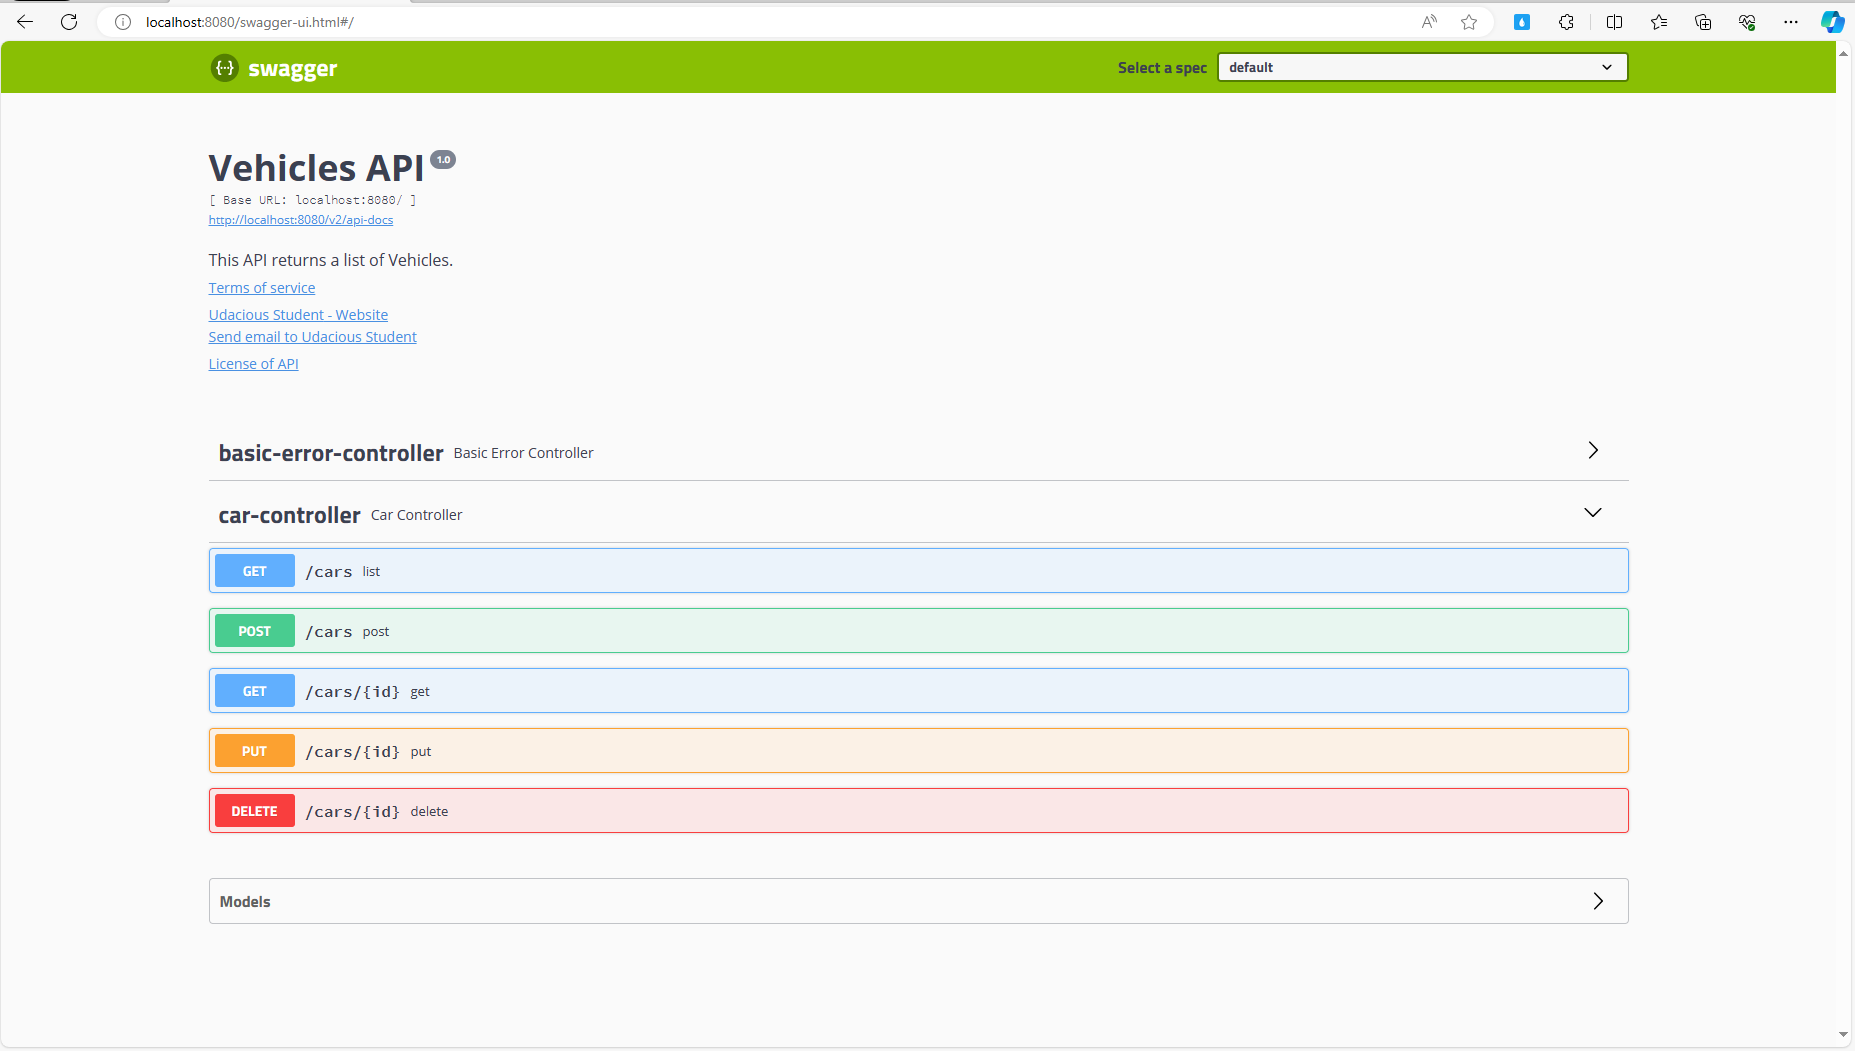 localhost:8080/swagger-ui.html#/
swagger
Select a spec
default
Vehicles API 1.0
[ Base URL: localhost:8080/ ]
http://localhost:8080/v2/api-docs
This API returns a list of Vehicles.
Terms of service
Udacious Student - Website
Send email to Udacious Student
License of API
basic-error-controller Basic Error Controller
car-controller Car Controller
GET /cars list
POST /cars post
GET /cars/{id} get
PUT /cars/{id} put
DELETE /cars/{id} delete
Models